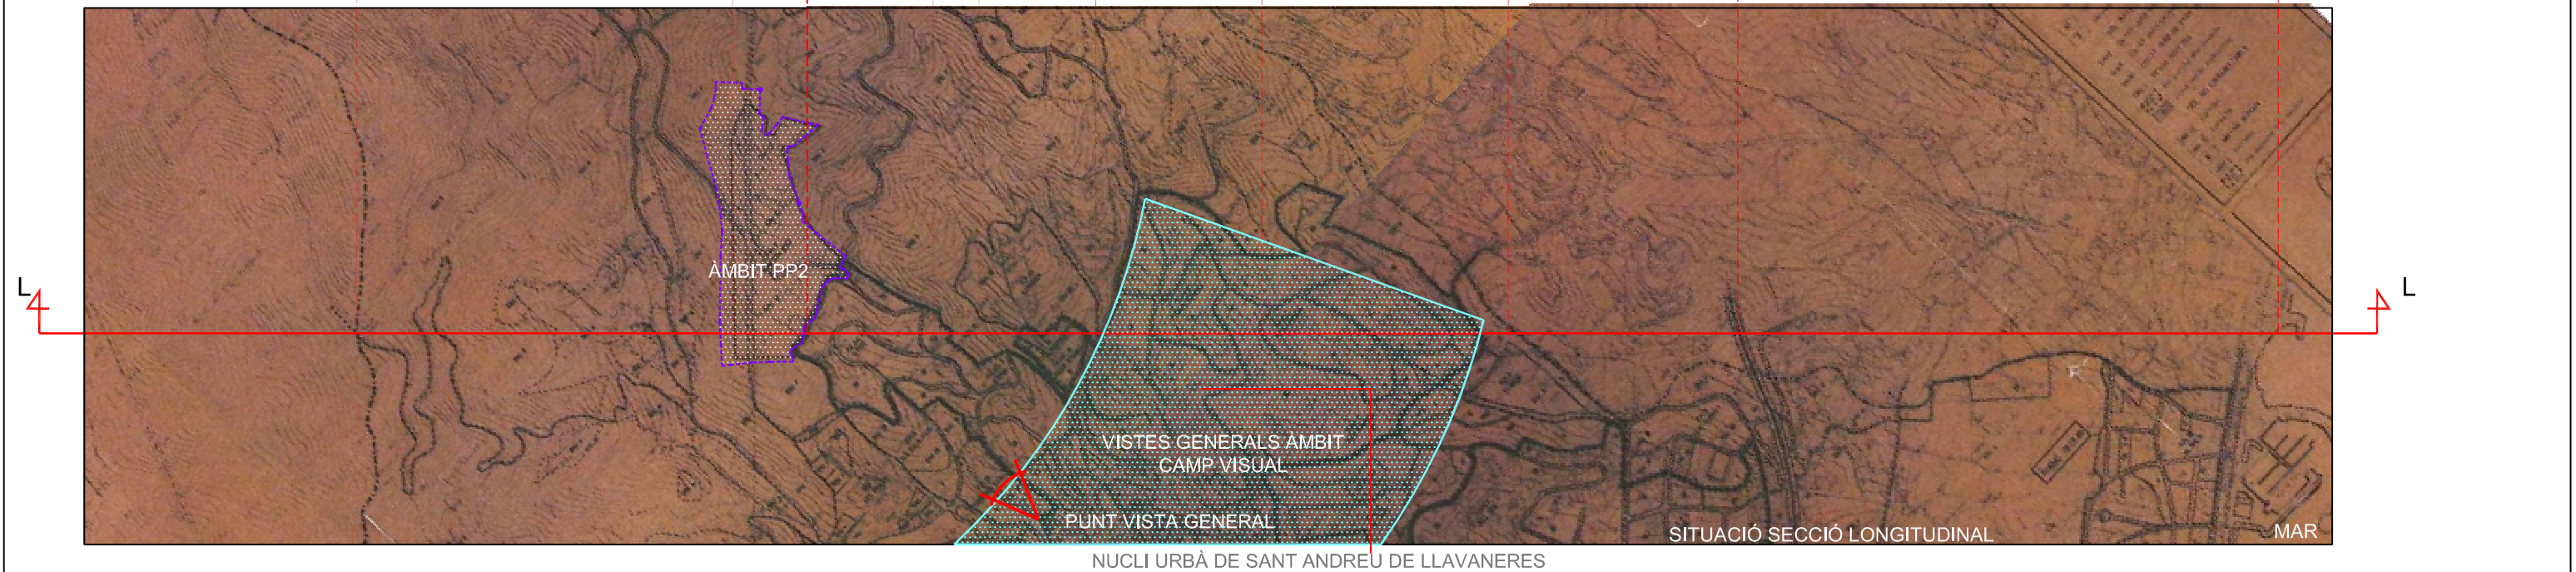 ÀMBIT PP2
L
L
VISTES GENERALS ÀMBIT
CAMP VISUAL
PUNT VISTA GENERAL
SITUACIÓ SECCIÓ LONGITUDINAL
MAR
NUCLI URBÀ DE SANT ANDREU DE LLAVANERES